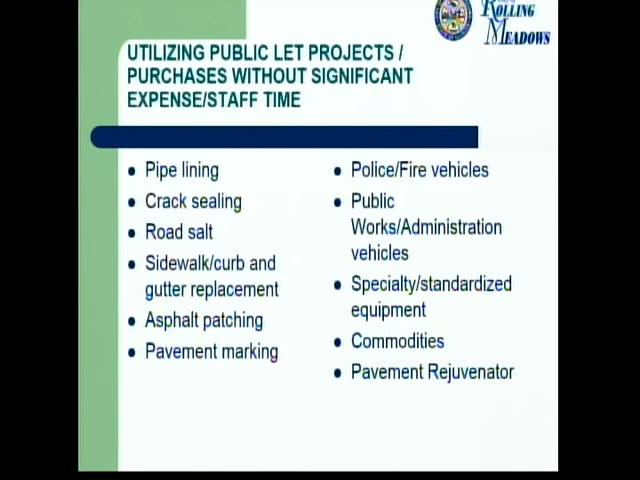 ROLLING
MEADOWS
UTILIZING PUBLIC LET PROJECTS /
PURCHASES WITHOUT SIGNIFICANT
EXPENSE/STAFF TIME
• Pipe lining
• Crack sealing
• Road salt
• Sidewalk/curb and
gutter replacement
• Asphalt patching
• Pavement marking
• Police/Fire vehicles
• Public
Works/Administration
vehicles
• Specialty/standardized
equipment
• Commodities
• Pavement Rejuvenator